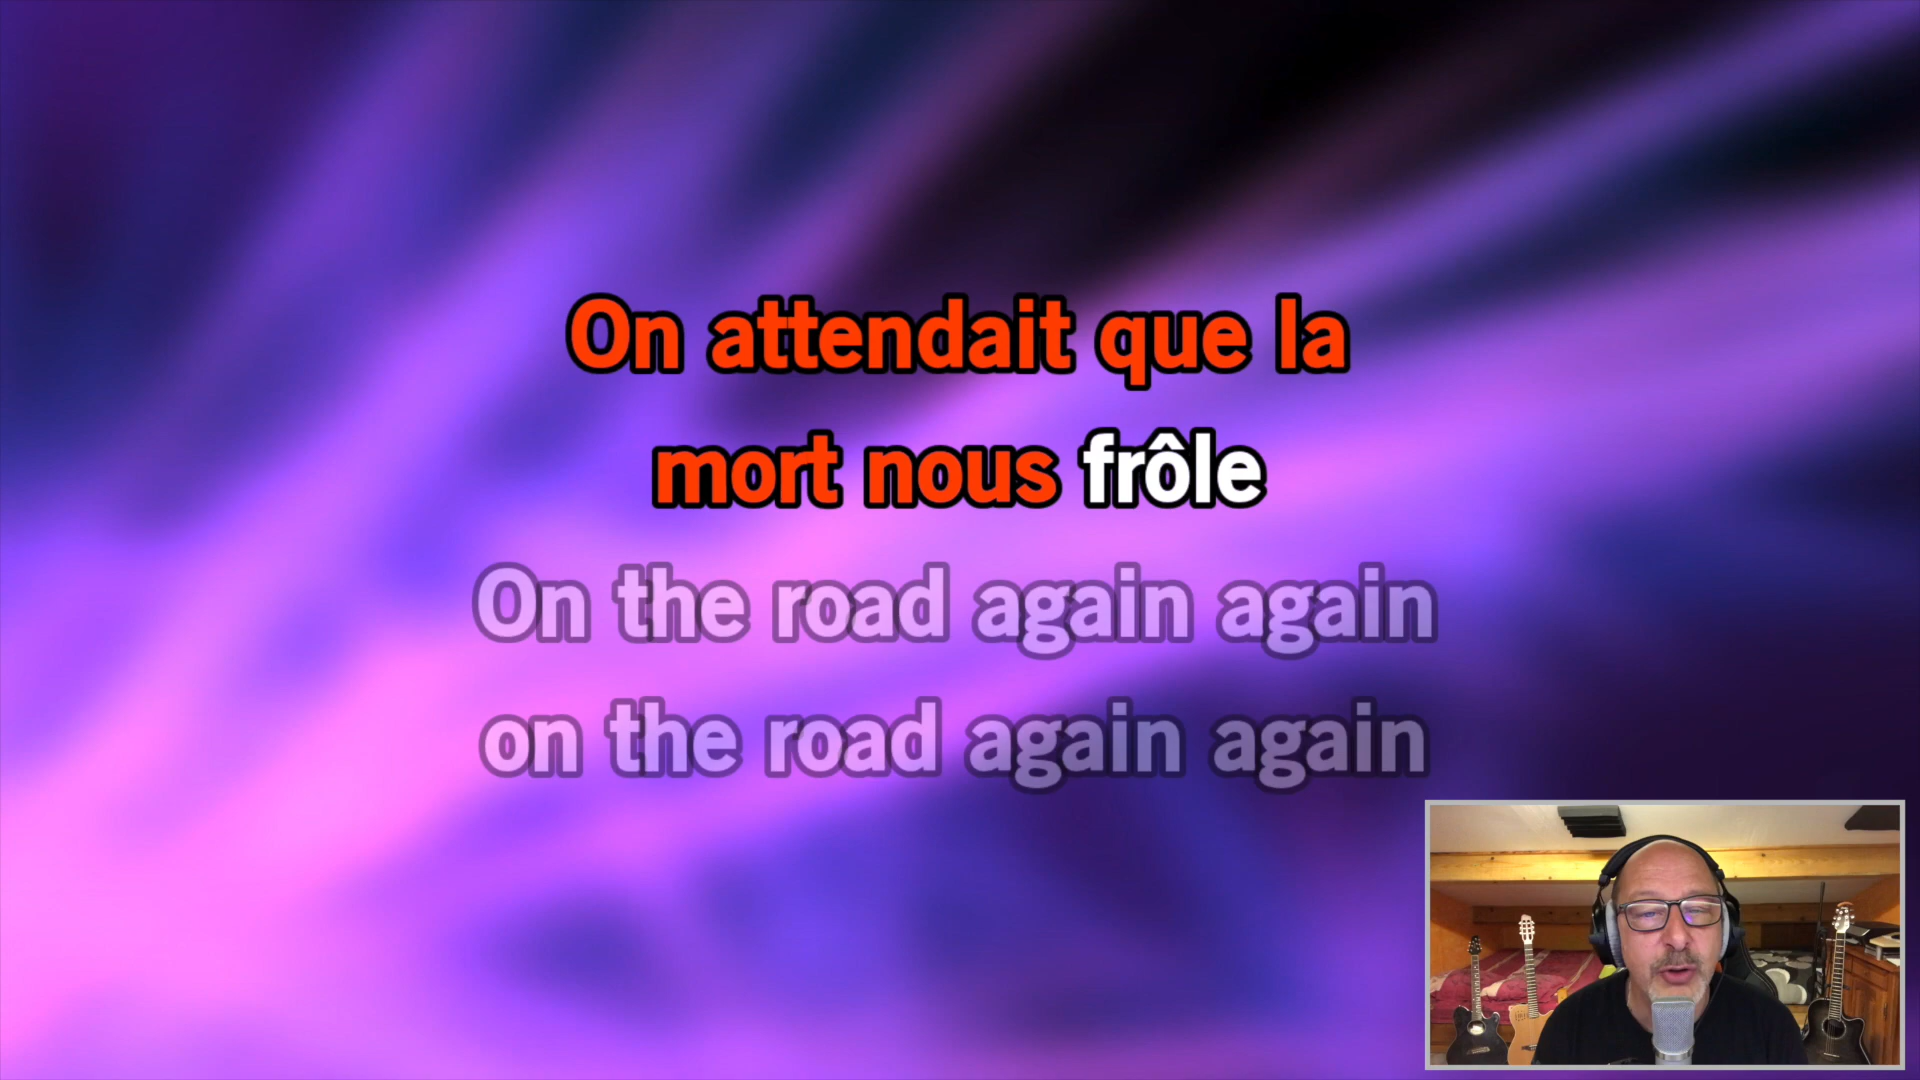 On attendait que la
mort nous frôle
On the road again again
on the road again again